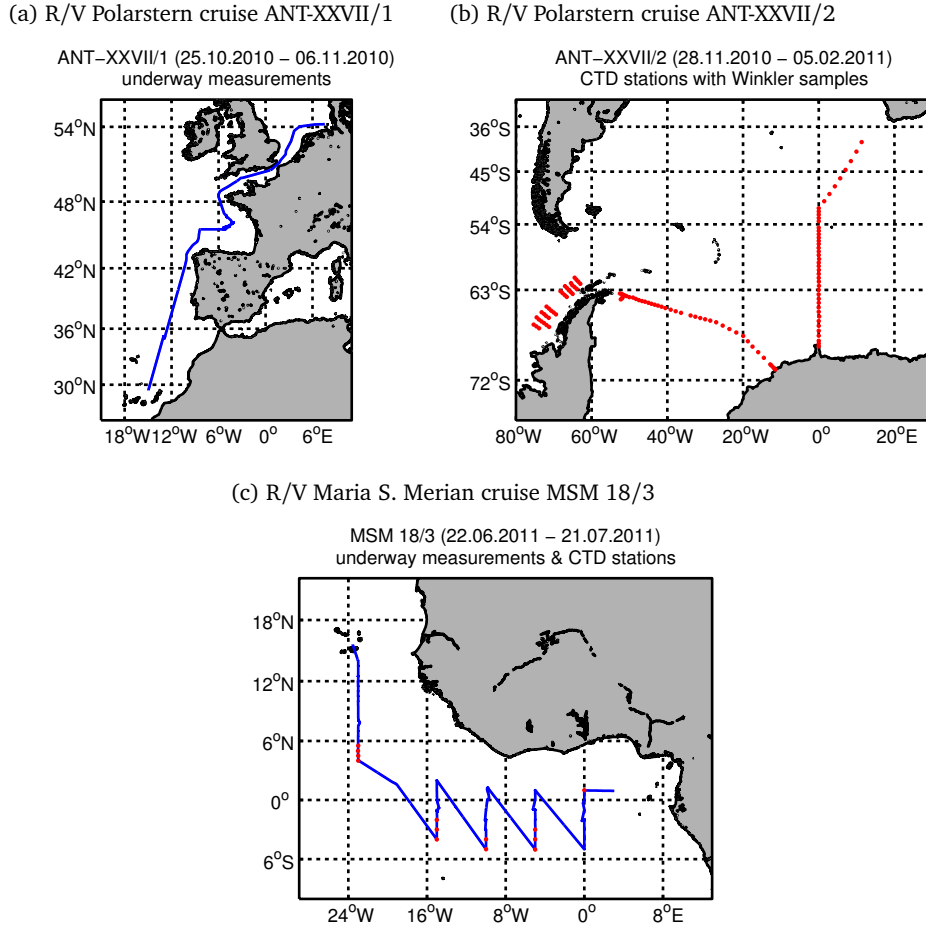 (a) R/V Polarstern cruise ANT-XXVII/1
ANT−XXVII/1 (25.10.2010 − 06.11.2010)
underway measurements
54°N
48°N
42°N
36°N
30°N
18°W 12°W 6°W 0° 6°E
(b) R/V Polarstern cruise ANT-XXVII/2
ANT−XXVII/2 (28.11.2010 − 05.02.2011)
CTD stations with Winkler samples
36°S
45°S
54°S
63°S
72°S
80°W 60°W 40°W 20°W 0° 20°E
(c) R/V Maria S. Merian cruise MSM 18/3
MSM 18/3 (22.06.2011 − 21.07.2011)
underway measurements & CTD stations
18°N
12°N
6°N
0°
6°S
24°W 16°W 8°W 0° 8°E